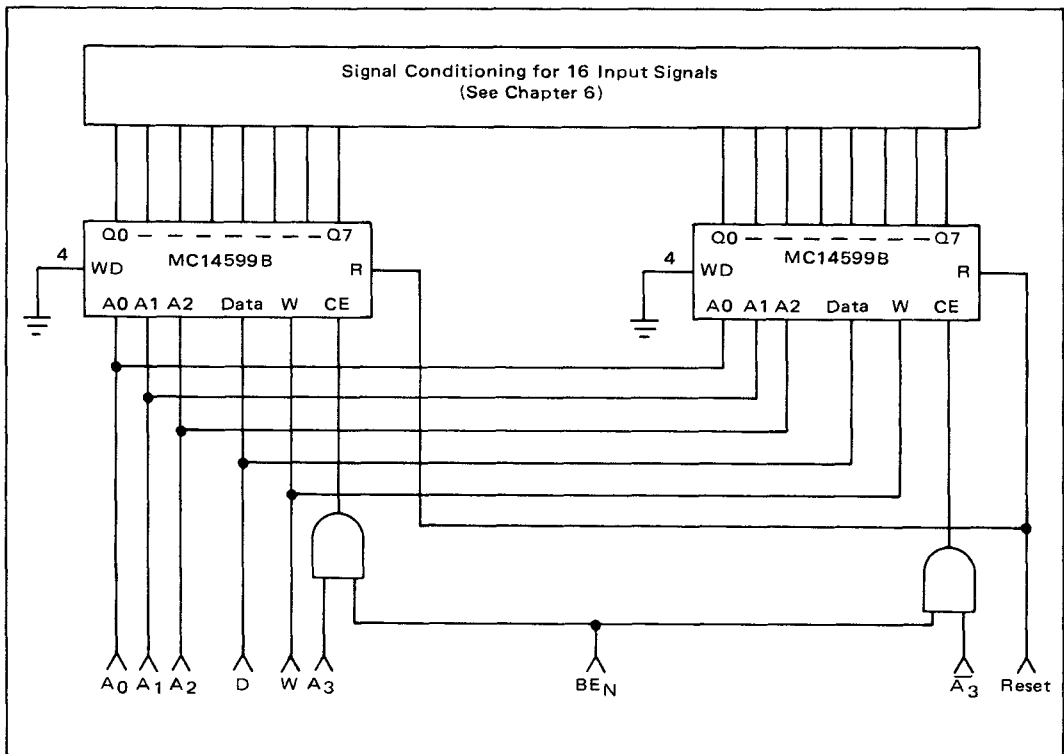 Signal Conditioning for 16 Input Signals
(See Chapter 6)
Q0 — — — — — — Q7
MC14599B
4
WD
R
A0 A1 A2 Data W CE
Q0 — — — — — — Q7
MC14599B
4
WD
R
A0 A1 A2 Data W CE
A0 A1 A2 D W A3 BEN A̅3 Reset